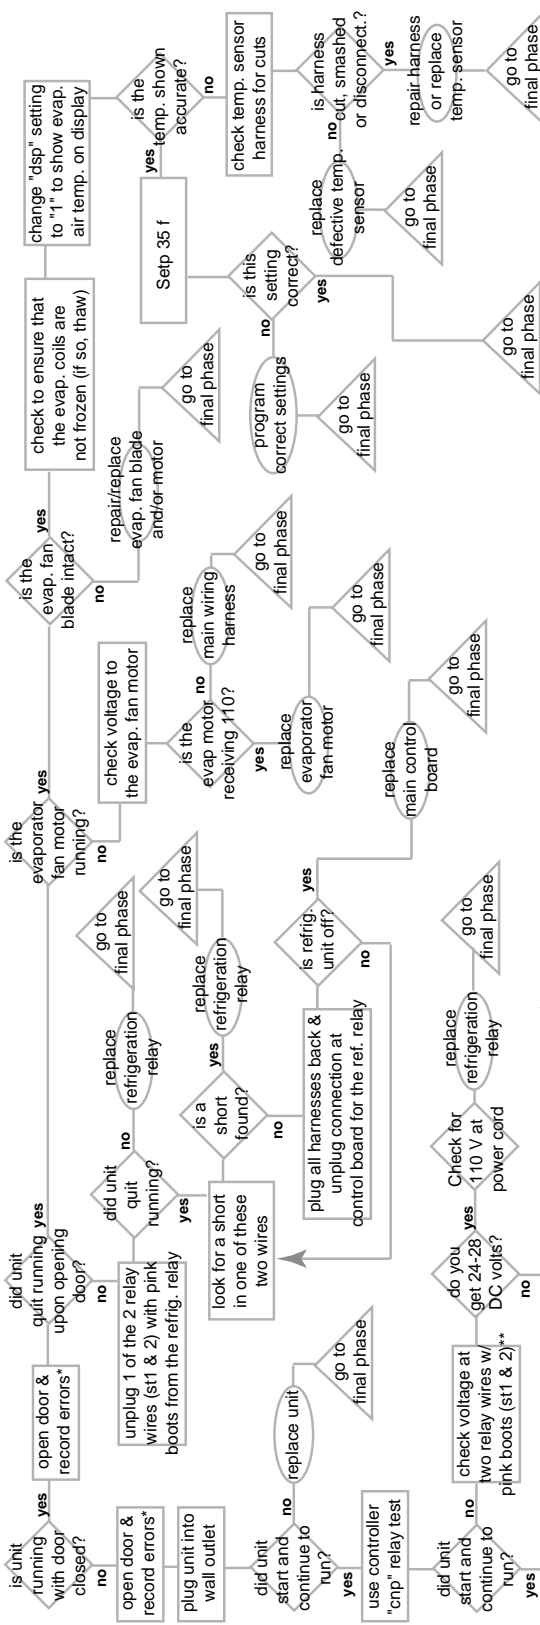 is unit
running
with door
closed?
yes
no
open door &
record errors*
did unit
quit running
upon opening
door?
yes
no
is the
evaporator
fan motor
running?
yes
no
is the
evap. fan
blade intact?
yes
no
check to ensure that
the evap. coils are
not frozen (if so, thaw)
change "dsp" setting
to "1" to show evap.
air temp. on display
is the
temp. shown
accurate?
yes
no
check temp. sensor
harness for cuts
is harness
cut, smashed
or disconnect.?
yes
no
repair harness
or replace
temp. sensor
go to
final phase
replace
defective temp.
sensor
go to
final phase
Setp 35 f
is this
setting
correct?
no
yes
program
correct settings
go to
final phase
go to
final phase
repair/replace
evap. fan blade
and/or motor
go to
final phase
check voltage to
the evap. fan motor
is the
evap motor
receiving 110?
no
yes
replace
main wiring
harness
go to
final phase
replace
evaporator
fan motor
go to
final phase
unplug 1 of the 2 relay
wires (st1 & 2) with pink
boots from the refrig. relay
did unit
quit
running?
no
yes
replace
refrigeration
relay
go to
final phase
look for a short
in one of these
two wires
is a
short
found?
yes
no
replace
refrigeration
relay
go to
final phase
plug all harnesses back &
unplug connection at
control board for the ref. relay
is refrig.
unit off?
yes
no
replace
main control
board
go to
final phase
open door &
record errors*
plug unit into
wall outlet
did unit
start and
continue to
run?
no
yes
replace unit
go to
final phase
use controller
"cnp" relay test
did unit
start and
continue to
run?
no
yes
check voltage at
two relay wires w/
pink boots (st1 & 2)**
do you
get 24-28
DC volts?
yes
no
Check for
110 V at
power cord
replace
refrigeration
relay
go to
final phase